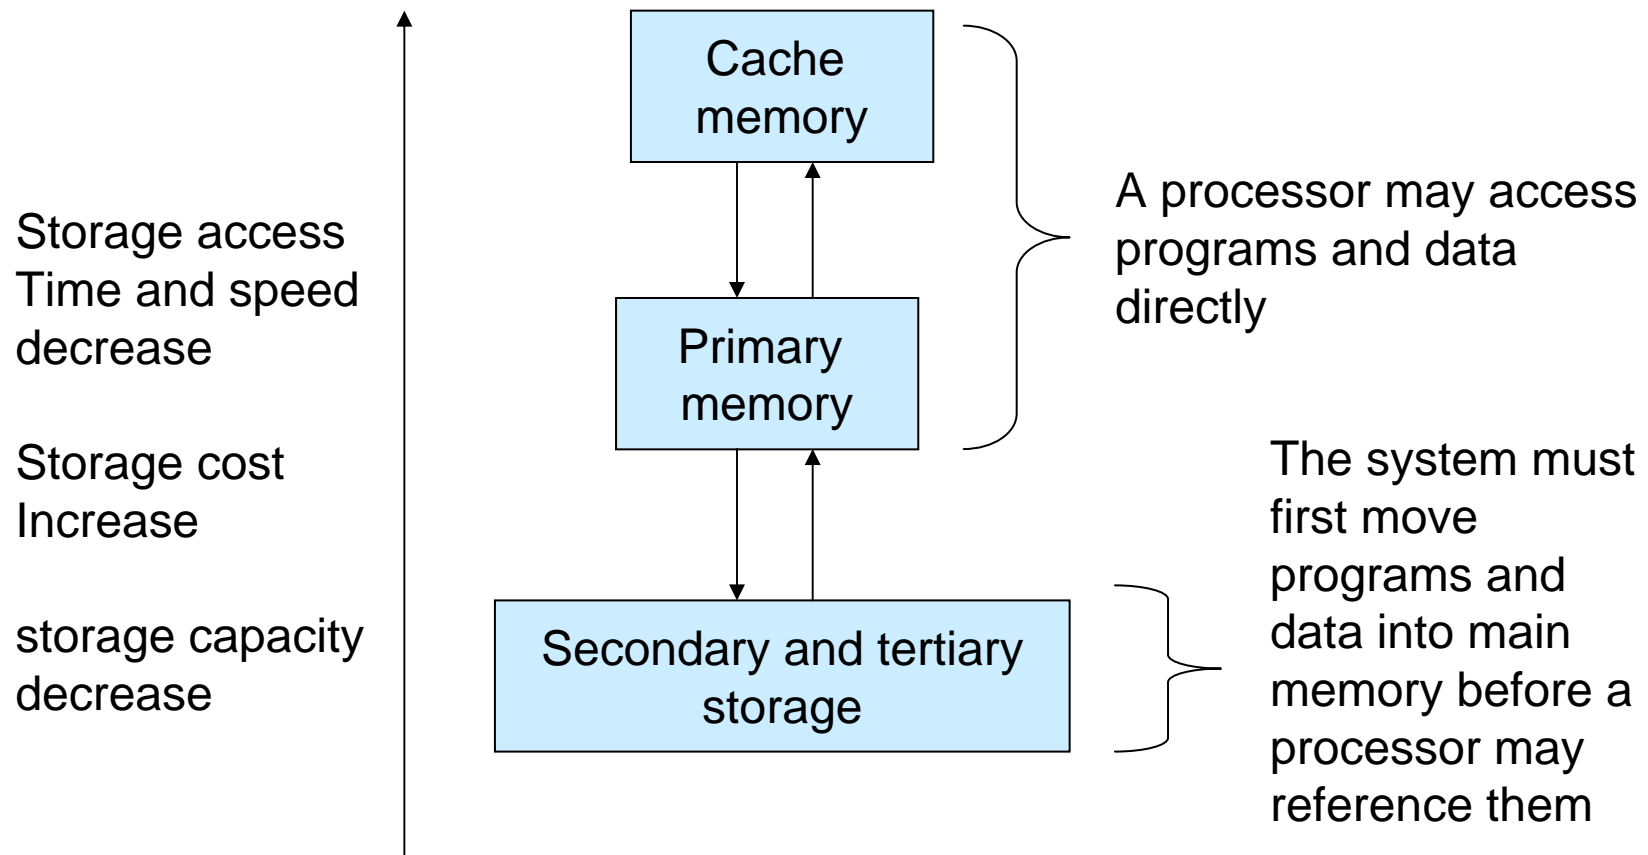 Cache
memory
Storage access
Time and speed
decrease
A processor may access
programs and data
directly
Primary
memory
Storage cost
Increase
storage capacity
decrease
Secondary and tertiary
storage
The system must
first move
programs and
data into main
memory before a
processor may
reference them